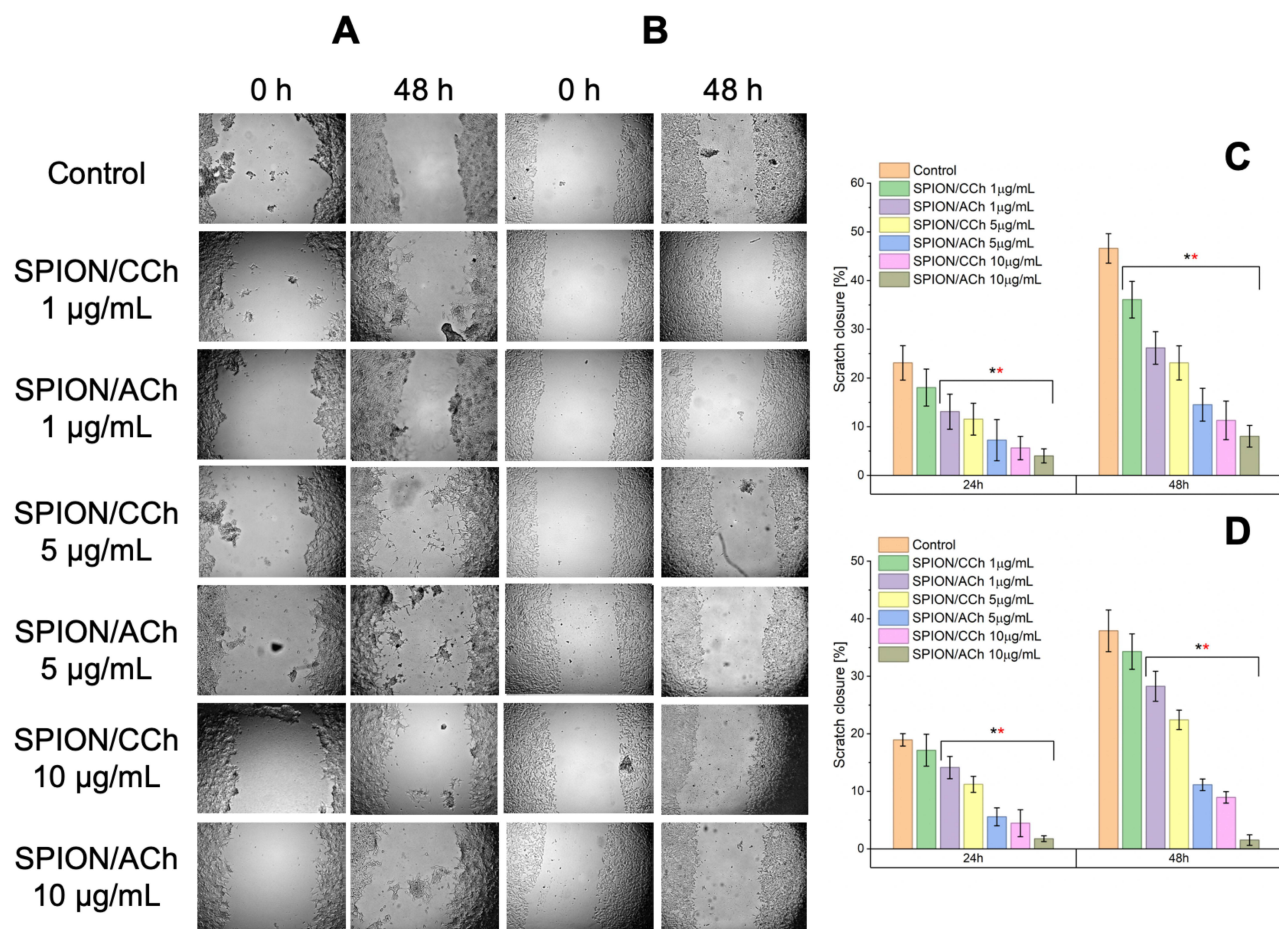 A
B
0 h
48 h
0 h
48 h
Control
SPION/CCh
1 µg/mL
SPION/ACh
1 µg/mL
SPION/CCh
5 µg/mL
SPION/ACh
5 µg/mL
SPION/CCh
10 µg/mL
SPION/ACh
10 µg/mL
C
Control
SPION/CCh 1µg/mL
SPION/ACh 1µg/mL
SPION/CCh 5µg/mL
SPION/ACh 5µg/mL
SPION/CCh 10µg/mL
SPION/ACh 10µg/mL
**
**
Scratch closure [%]
60
50
40
30
20
10
0
24h
48h
D
Control
SPION/CCh 1µg/mL
SPION/ACh 1µg/mL
SPION/CCh 5µg/mL
SPION/ACh 5µg/mL
SPION/CCh 10µg/mL
SPION/ACh 10µg/mL
**
**
Scratch closure [%]
50
40
30
20
10
0
24h
48h